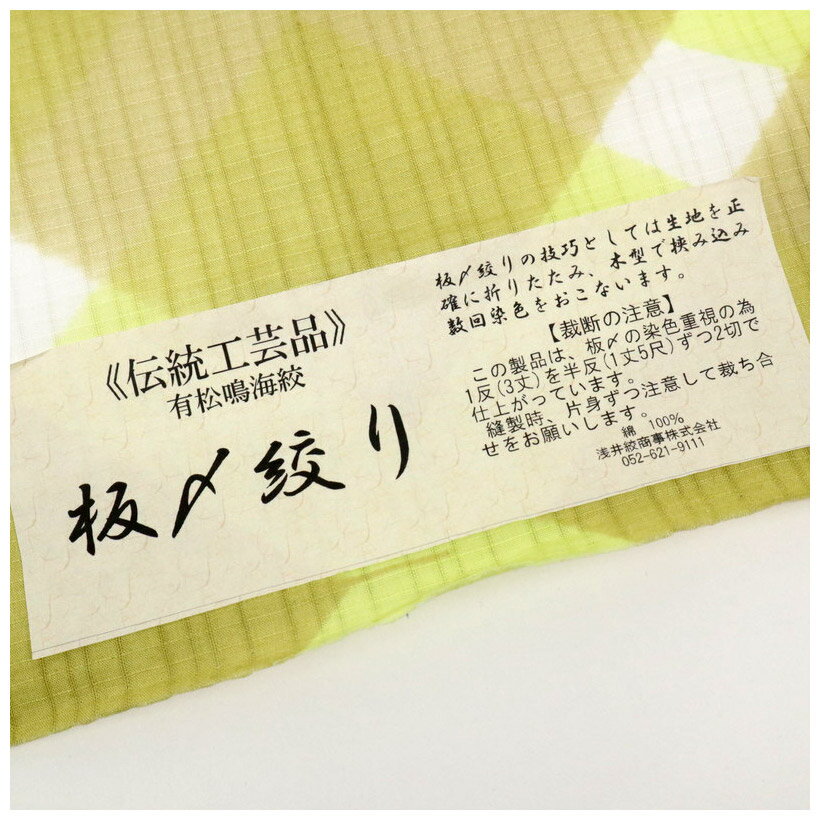 《伝統工芸品》
有松鳴海絞
板〆絞り
板〆絞りの技巧としては生地を正
確に折りたたみ、木型で挟み込み
数回染色をおこないます。
【裁断の注意】
この製品は、板〆の染色重視の為
1反(3丈)を半反(1丈5尺)ずつ2切で
仕上がっています。
縫製時、片身ずつ注意して裁ち合
せをお願いします。
綿 100%
浅井絞商事株式会社
052-621-9111